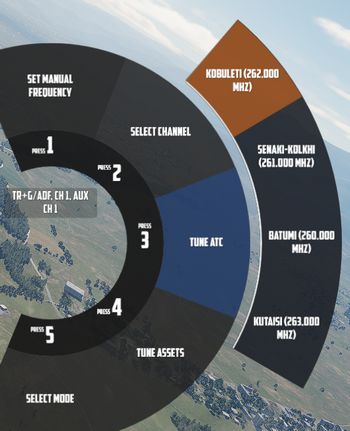 SET MANUAL
FREQUENCY
PRESS 1
SELECT CHANNEL
PRESS 2
TR+G/ADF, CH 1, AUX
CH 1
PRESS 3
TUNE ATC
PRESS 4
TUNE ASSETS
PRESS 5
SELECT MODE
KOBULETI (262.000
MHZ)
SENAKI-KOLKHI
(261.000 MHZ)
BATUMI (260.000
MHZ)
KUTAISI (263.000
MHZ)